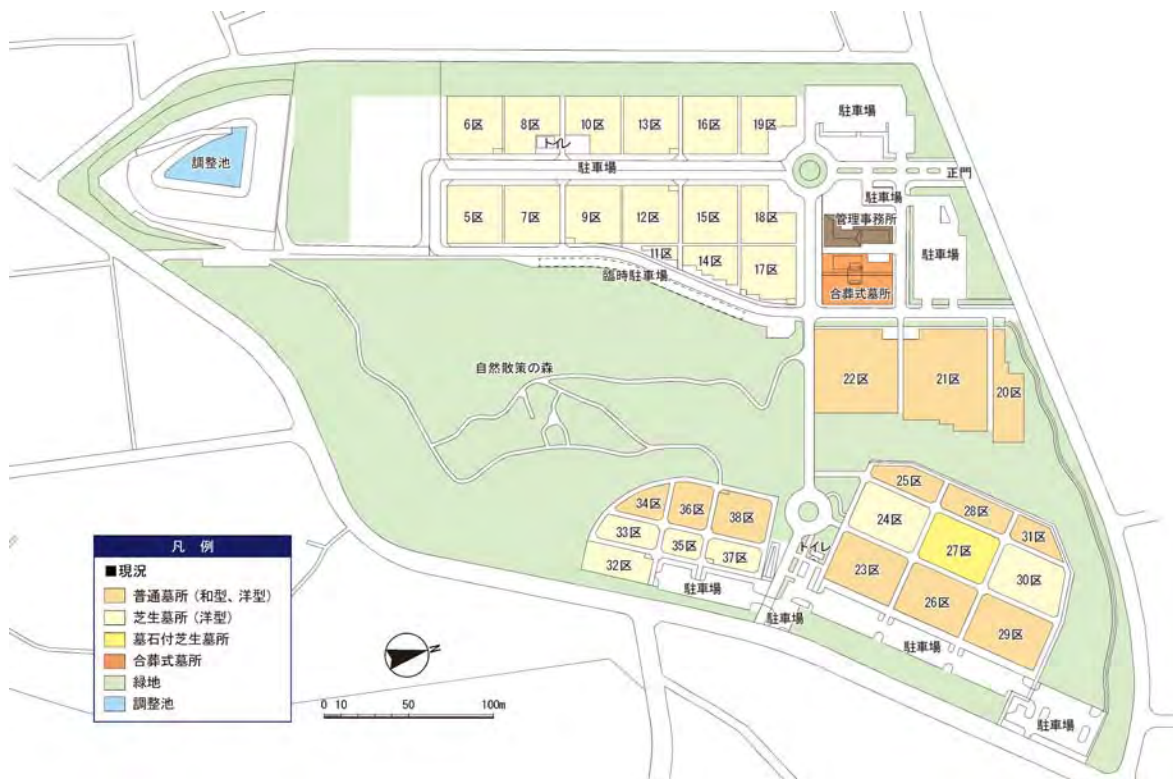 駐車場
6区 8区 10区 13区 16区 19区
トイレ
調整池
駐車場
正門
駐車場
5区 7区 9区 12区 15区 18区
管理事務所
11区 14区 17区
駐車場
臨時駐車場
合葬式墓所
自然散策の森
22区 21区 20区
25区
34区 36区 38区
28区
24区
31区
33区 35区 37区
トイレ
27区
32区
23区
30区
駐車場
26区
駐車場
29区
駐車場
駐車場
凡 例
■現況
普通墓所(和型、洋型)
芝生墓所(洋型)
墓石付芝生墓所
合葬式墓所
緑地
調整池
N
0 10 50 100m